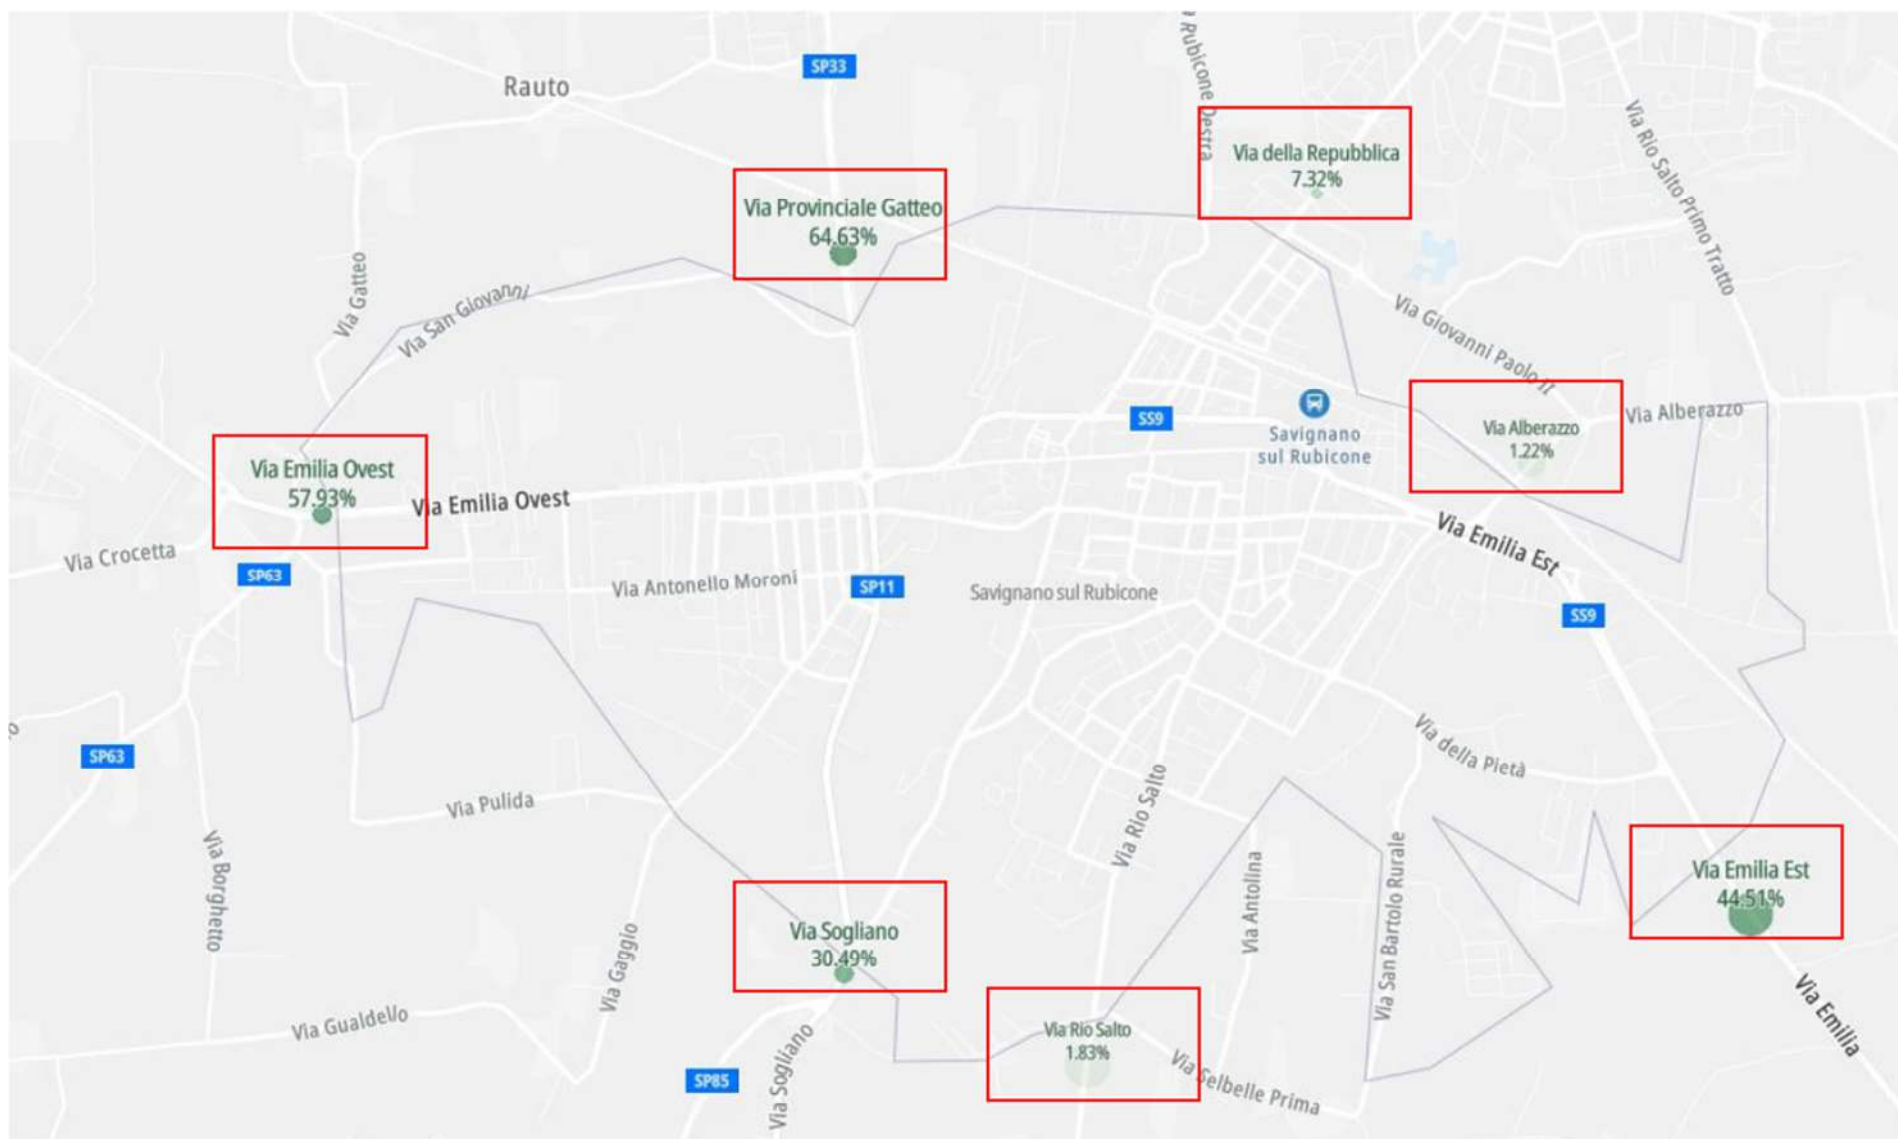 Rubicone Destra
SP33
Rauto
Via della Repubblica
7.32%
Via Rio Salto Primo Tratto
Via Provinciale Gatteo
64.63%
Via Gatteo
Via San Giovanni
Via Giovanni Paolo II
SS9
Savignano
sul Rubicone
Via Alberazzo
1.22%
Via Alberazzo
Via Emilia Ovest
57.93%
Via Emilia Ovest
Via Emilia Est
Via Crocetta
SP63
Via Antonello Moroni
SP11
Savignano sul Rubicone
SS9
SP63
Via della Pietà
Via Pulida
Via Rio Salto
Via Borghetto
Via Antolina
Via San Bartolo Rurale
Via Emilia Est
44.51%
Via Sogliano
30.49%
Via Gaggio
Via Gualdello
Via Rio Salto
1.83%
Via Emilia
SP85
Via Sogliano
Via Selbelle Prima